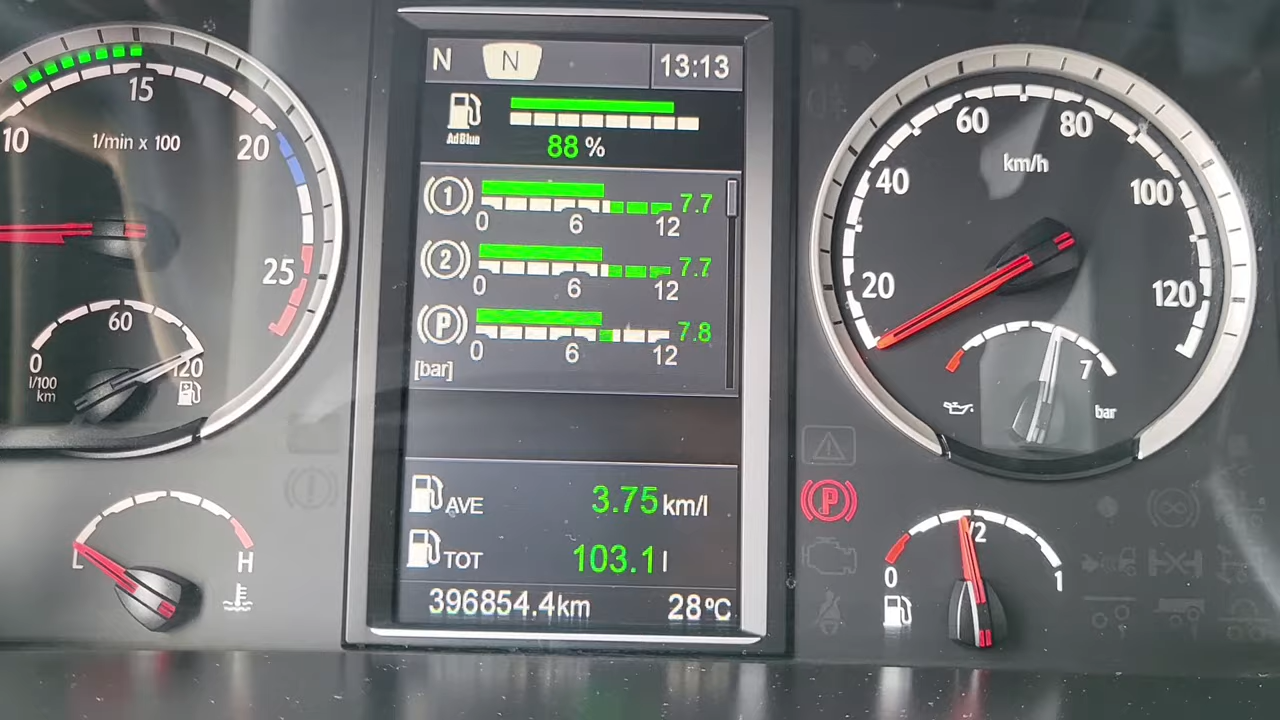 10
15
20
25
1/min x 100
0
60
120
l/100
km
L
H
N N 13:13
AdBlue
88 %
1 7.7
0 6 12
2 7.7
0 6 12
P 7.8
0 6 12
[bar]
AVE 3.75 km/l
TOT 103.1 l
396854.4km 28°C
20
40
60
80
100
120
km/h
7
bar
P
0
1/2
1